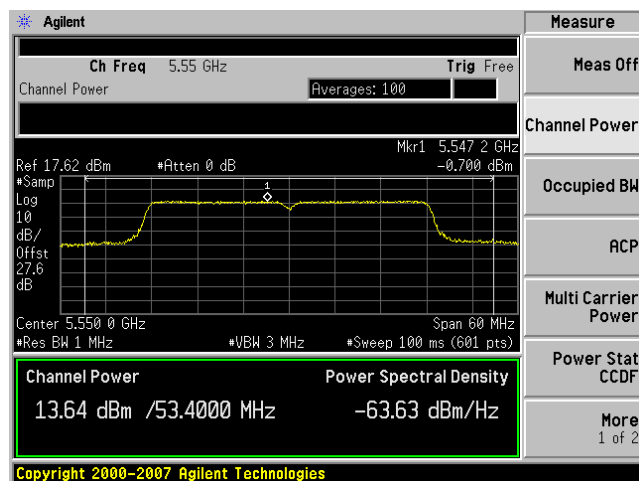 Agilent
Measure
Ch Freq 5.55 GHz Trig Free
Channel Power Averages: 100
Mkr1 5.547 2 GHz
Ref 17.62 dBm #Atten 0 dB -0.700 dBm
#Samp
Log
10
dB/
Offst
27.6
dB
1
Center 5.550 0 GHz Span 60 MHz
#Res BW 1 MHz #VBW 3 MHz #Sweep 100 ms (601 pts)
Channel Power Power Spectral Density
13.64 dBm /53.4000 MHz -63.63 dBm/Hz
Meas Off
Channel Power
Occupied BW
ACP
Multi Carrier
Power
Power Stat
CCDF
More
1 of 2
Copyright 2000-2007 Agilent Technologies